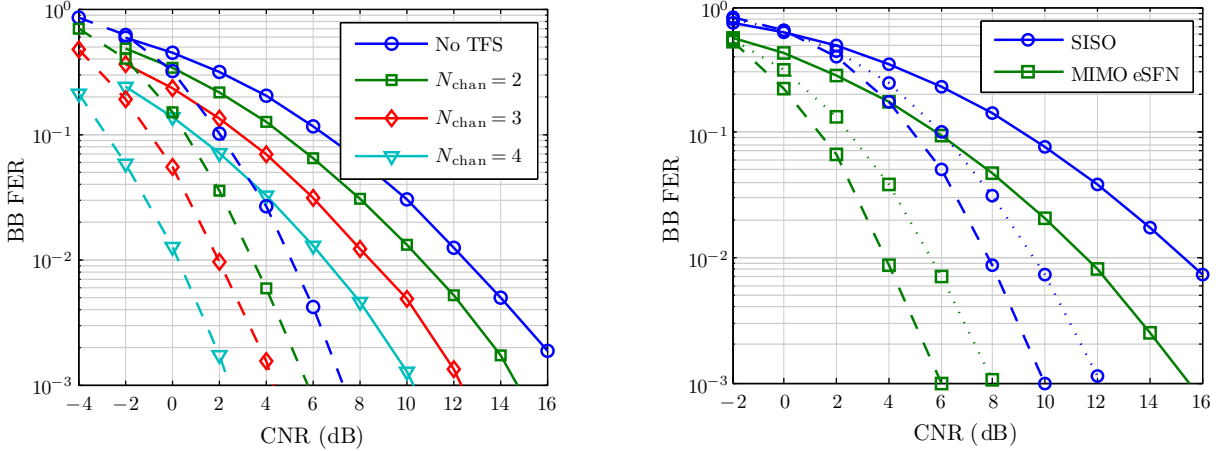 10^0
10^{-1}
10^{-2}
10^{-3}
BB FER
−4 −2 0 2 4 6 8 10 12 14 16
CNR (dB)
No TFS
N_chan = 2
N_chan = 3
N_chan = 4
10^0
10^{-1}
10^{-2}
10^{-3}
BB FER
−2 0 2 4 6 8 10 12 14 16
CNR (dB)
SISO
MIMO eSFN